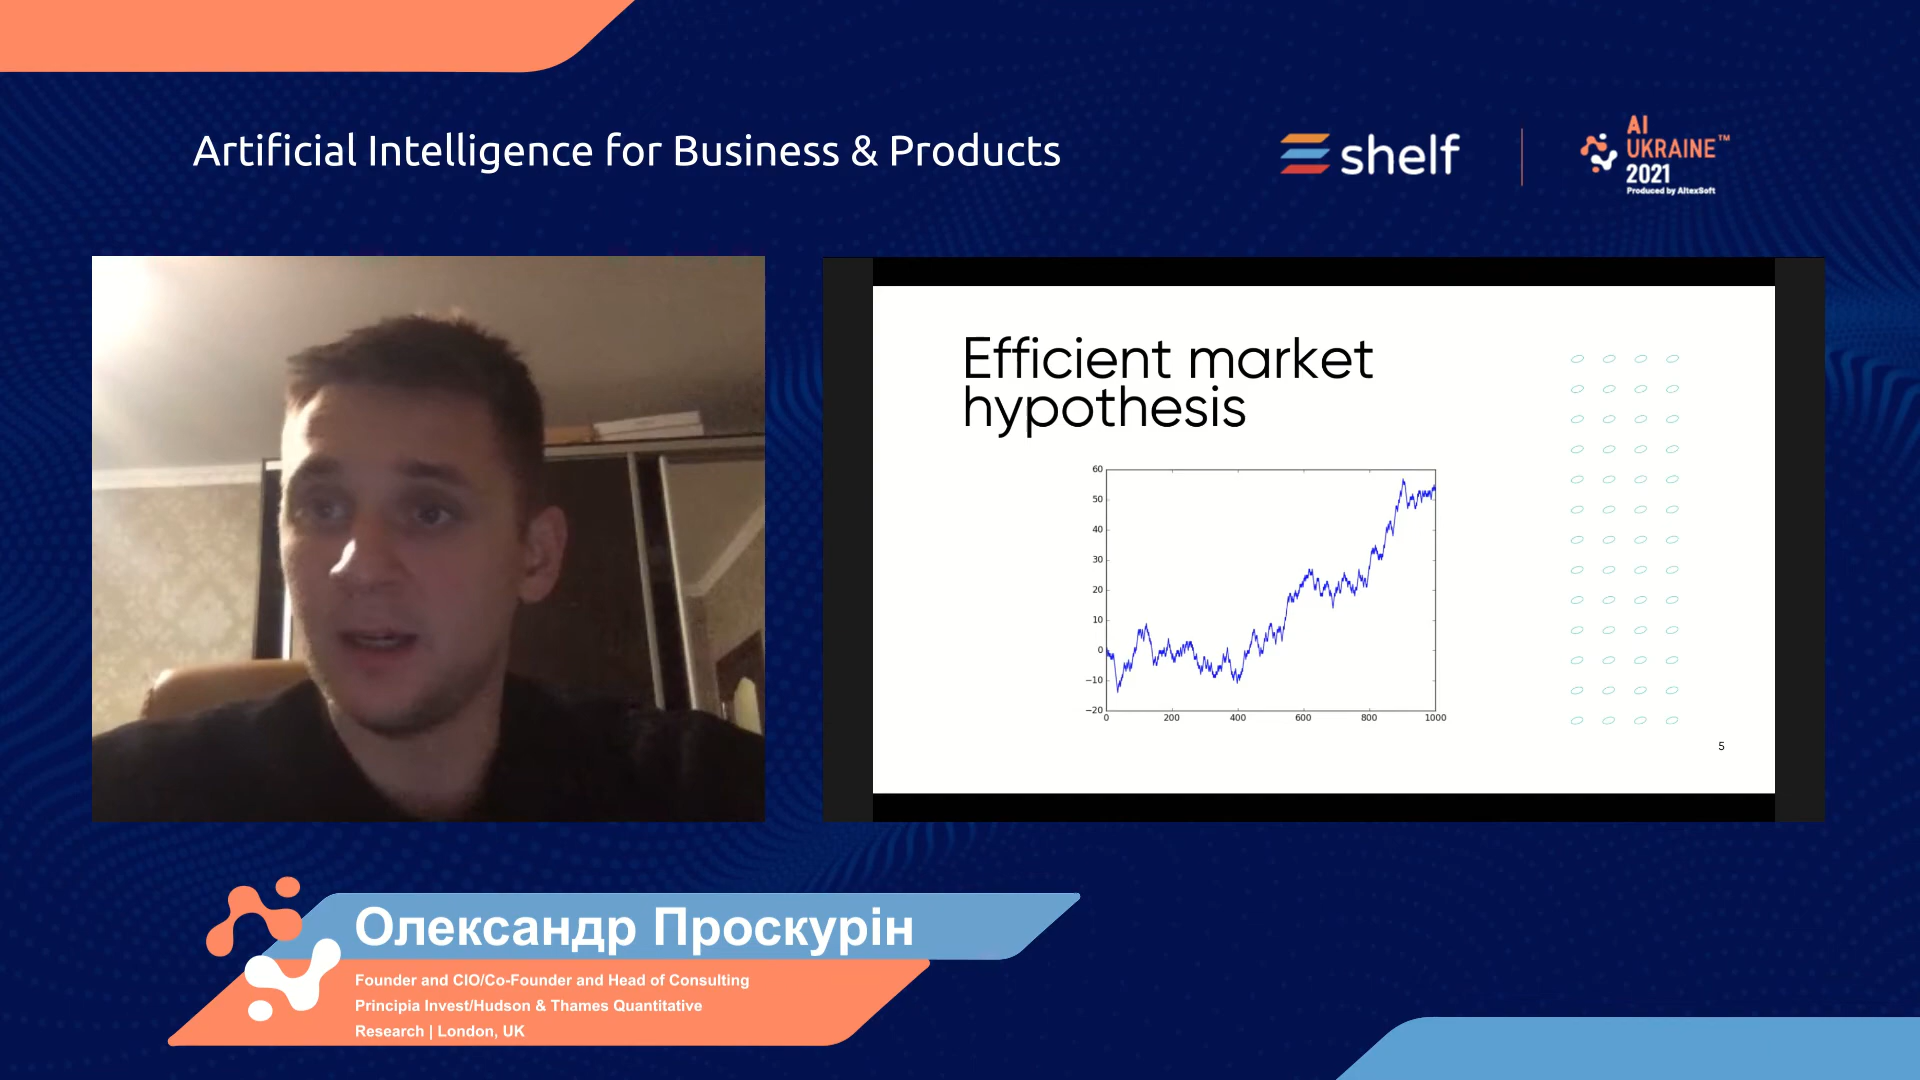 Artificial Intelligence for Business & Products
shelf
AI
UKRAINE™
2021
Produced by AltexSoft
Efficient market
hypothesis
60
50
40
30
20
10
0
−10
−20
0 200 400 600 800 1000
5
Олександр Проскурін
Founder and CIO/Co-Founder and Head of Consulting
Principia Invest/Hudson & Thames Quantitative
Research | London, UK